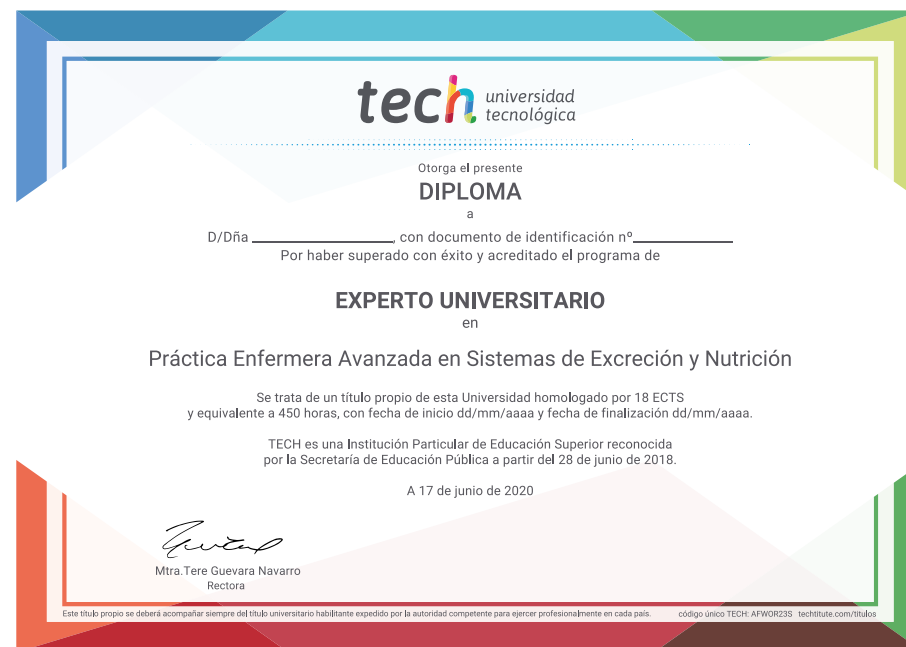 tech universidad
tecnológica
Otorga el presente
DIPLOMA
a
D/Dña ____________________, con documento de identificación nº______________
Por haber superado con éxito y acreditado el programa de
EXPERTO UNIVERSITARIO
en
Práctica Enfermera Avanzada en Sistemas de Excreción y Nutrición
Se trata de un título propio de esta Universidad homologado por 18 ECTS
y equivalente a 450 horas, con fecha de inicio dd/mm/aaaa y fecha de finalización dd/mm/aaaa.
TECH es una Institución Particular de Educación Superior reconocida
por la Secretaría de Educación Pública a partir del 28 de junio de 2018.
A 17 de junio de 2020
Mtra.Tere Guevara Navarro
Rectora
Este título propio se deberá acompañar siempre del título universitario habilitante expedido por la autoridad competente para ejercer profesionalmente en cada país. código único TECH: AFWOR23S techtitute.com/titulos